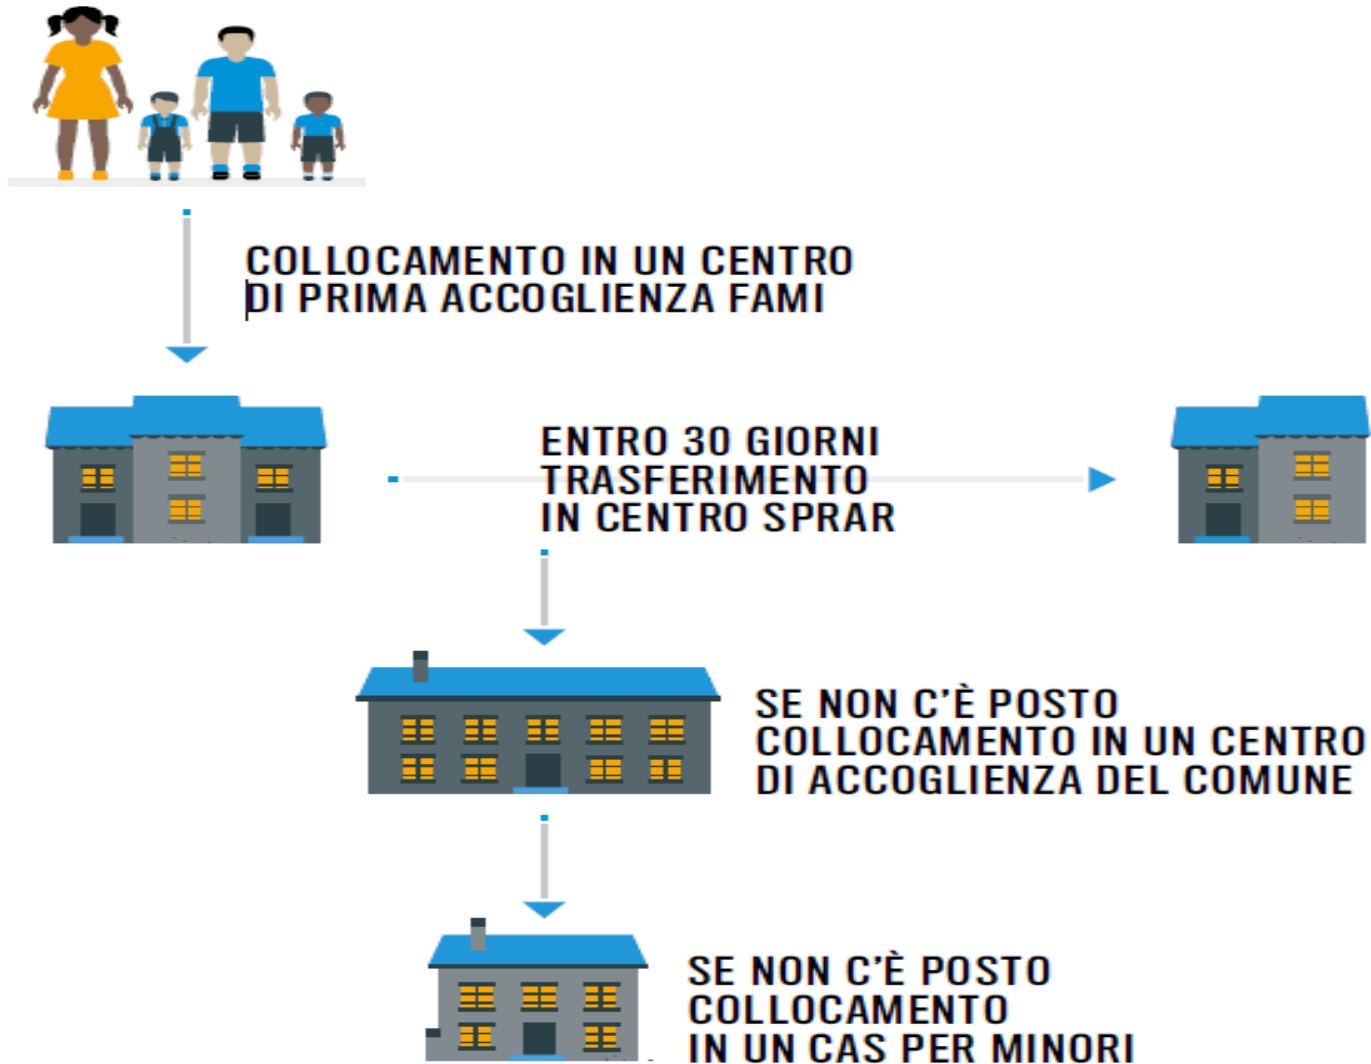 COLLOCAMENTO IN UN CENTRO
DI PRIMA ACCOGLIENZA FAMI
ENTRO 30 GIORNI
TRASFERIMENTO
IN CENTRO SPRAR
SE NON C'È POSTO
COLLOCAMENTO IN UN CENTRO
DI ACCOGLIENZA DEL COMUNE
SE NON C'È POSTO
COLLOCAMENTO
IN UN CAS PER MINORI